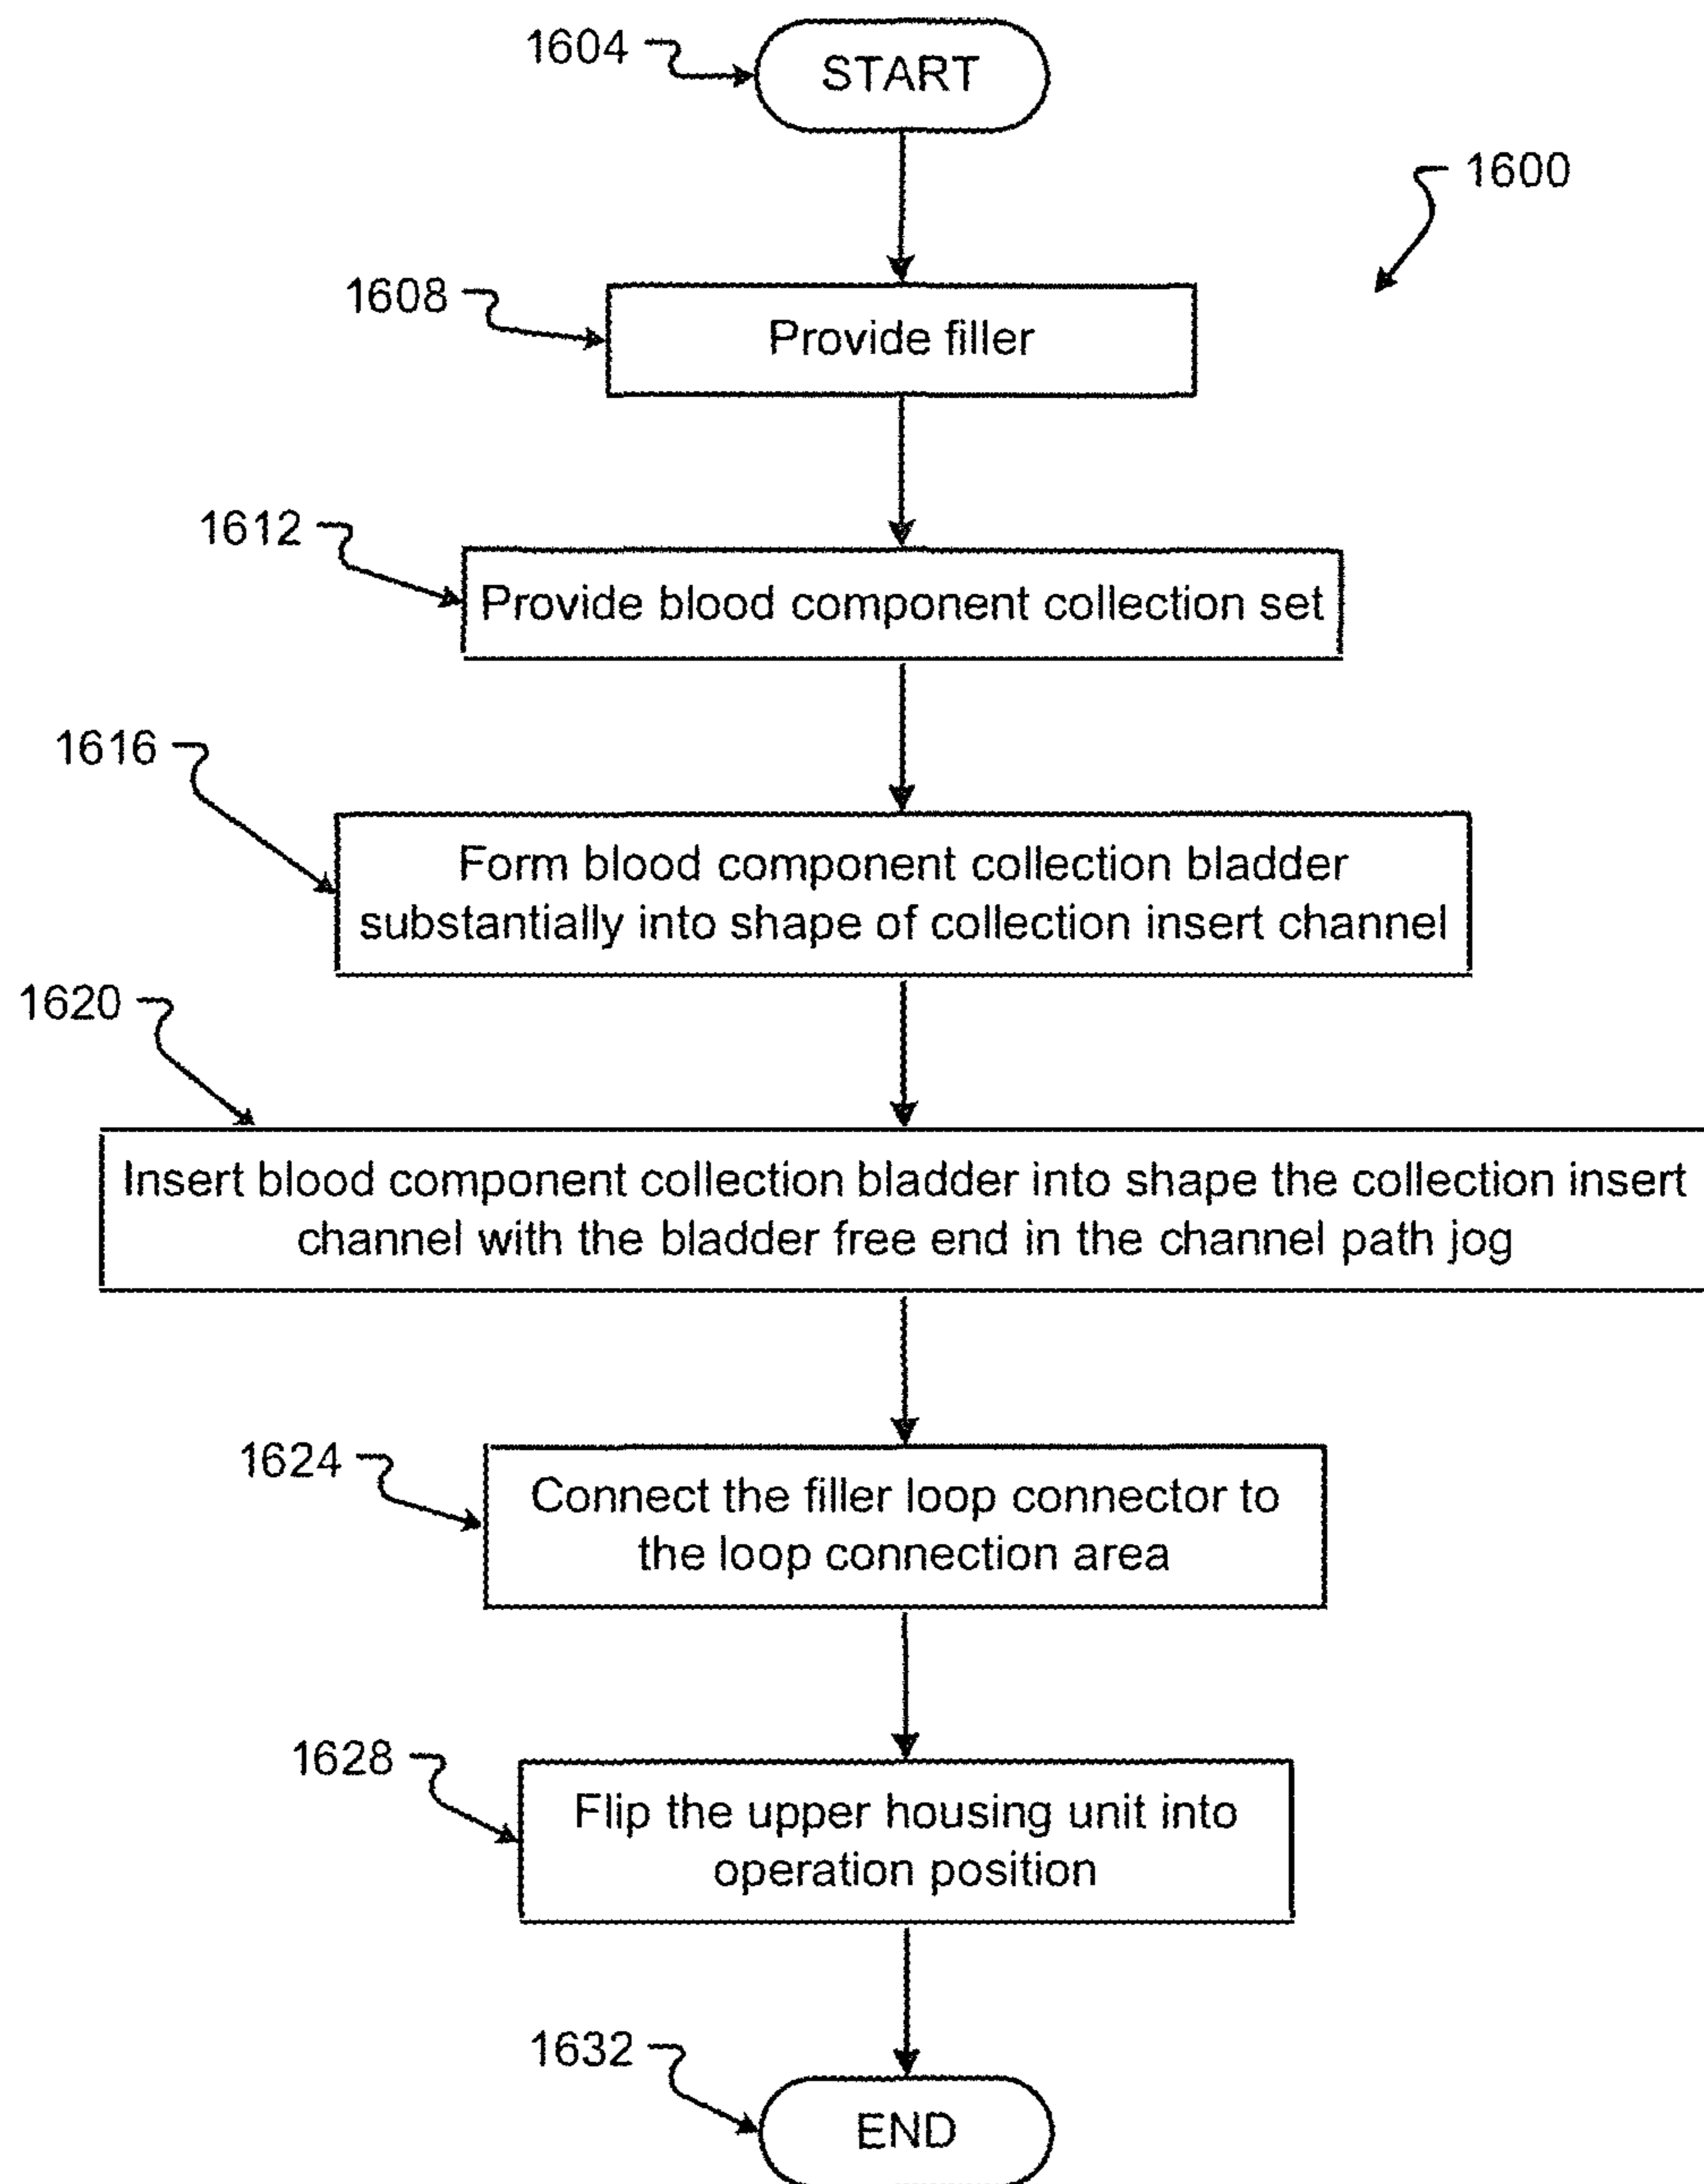 1604
START
1600
1608
Provide filler
1612
Provide blood component collection set
1616
Form blood component collection bladder
substantially into shape of collection insert channel
1620
Insert blood component collection bladder into shape the collection insert
channel with the bladder free end in the channel path jog
1624
Connect the filler loop connector to
the loop connection area
1628
Flip the upper housing unit into
operation position
1632
END